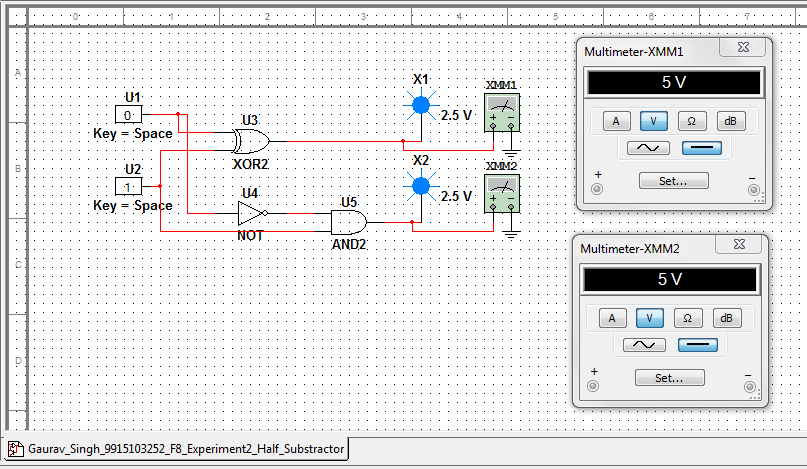 0 1 2 3 4 5 6 7
A
B
C
D
U1
0
Key = Space
U2
1
Key = Space
U3
XOR2
U4
NOT
U5
AND2
X1
2.5 V
X2
2.5 V
XMM1
XMM2
Multimeter-XMM1
5 V
A V Ω dB
+ Set... –
Multimeter-XMM2
5 V
A V Ω dB
+ Set... –
Gaurav_Singh_9915103252_F8_Experiment2_Half_Substractor